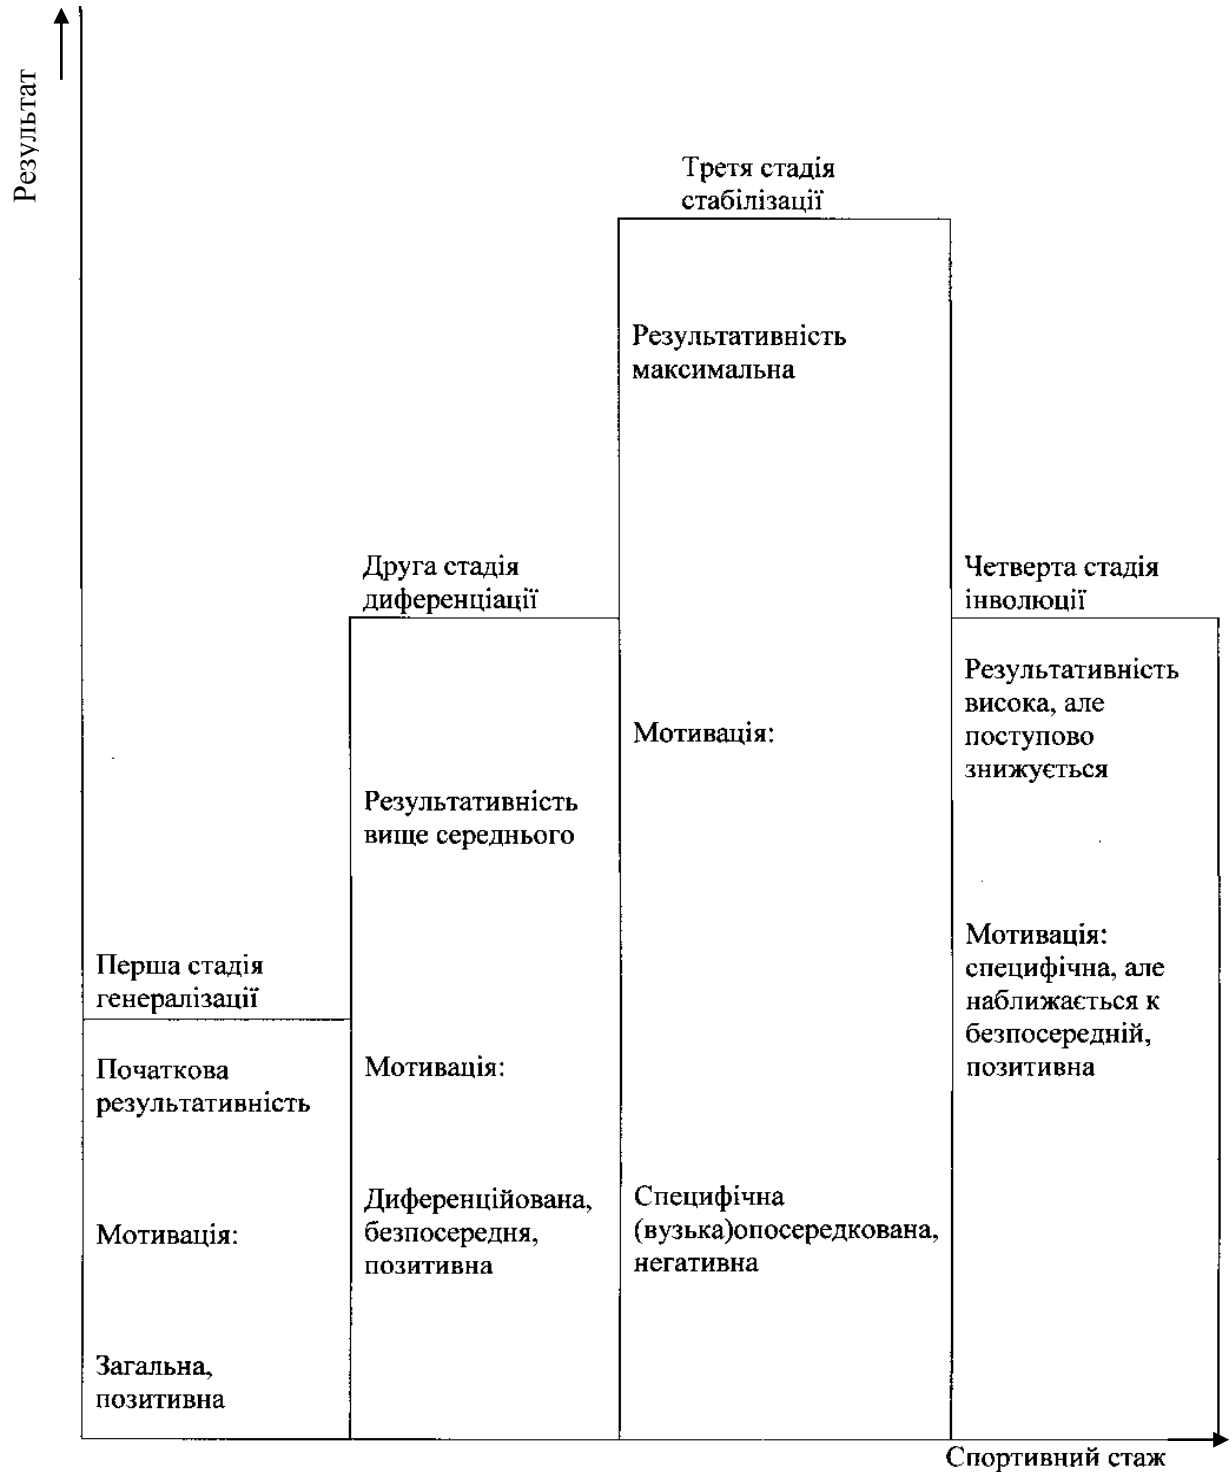 Результат
Третя стадія
стабілізації
Результативність
максимальна
Мотивація:
Специфічна
(вузька)опосередкована,
негативна
Друга стадія
диференціації
Результативність
вище середнього
Мотивація:
Диференційована,
безпосередня,
позитивна
Четверта стадія
інволюції
Результативність
висока, але
поступово
знижується
Мотивація:
специфічна, але
наближається к
безпосередній,
позитивна
Перша стадія
генералізації
Початкова
результативність
Мотивація:
Загальна,
позитивна
Спортивний стаж